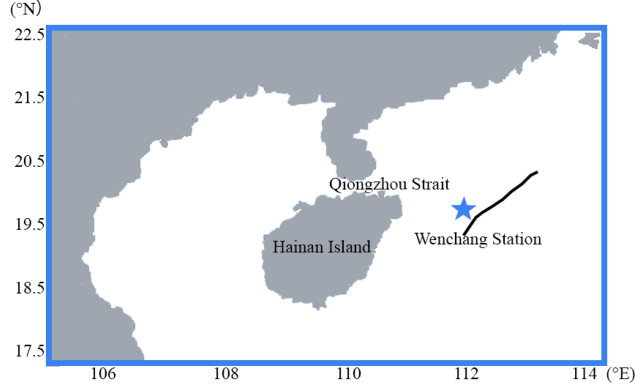 (°N)
22.5
21.5
20.5
Qiongzhou Strait
19.5
Wenchang Station
Hainan Island
18.5
17.5
106 108 110 112 114 (°E)